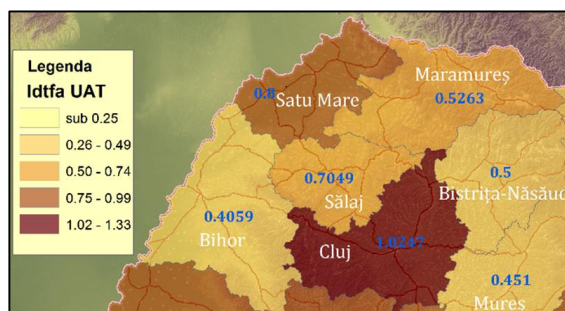 Legenda
Idtfa UAT
sub 0.25
0.26 - 0.49
0.50 - 0.74
0.75 - 0.99
1.02 - 1.33
Maramureș
0.8
Satu Mare
0.5263
0.7049
Sălaj
0.5
Bistrița-Năsăud
0.4059
Bihor
Cluj
1.0247
0.451
Mureș